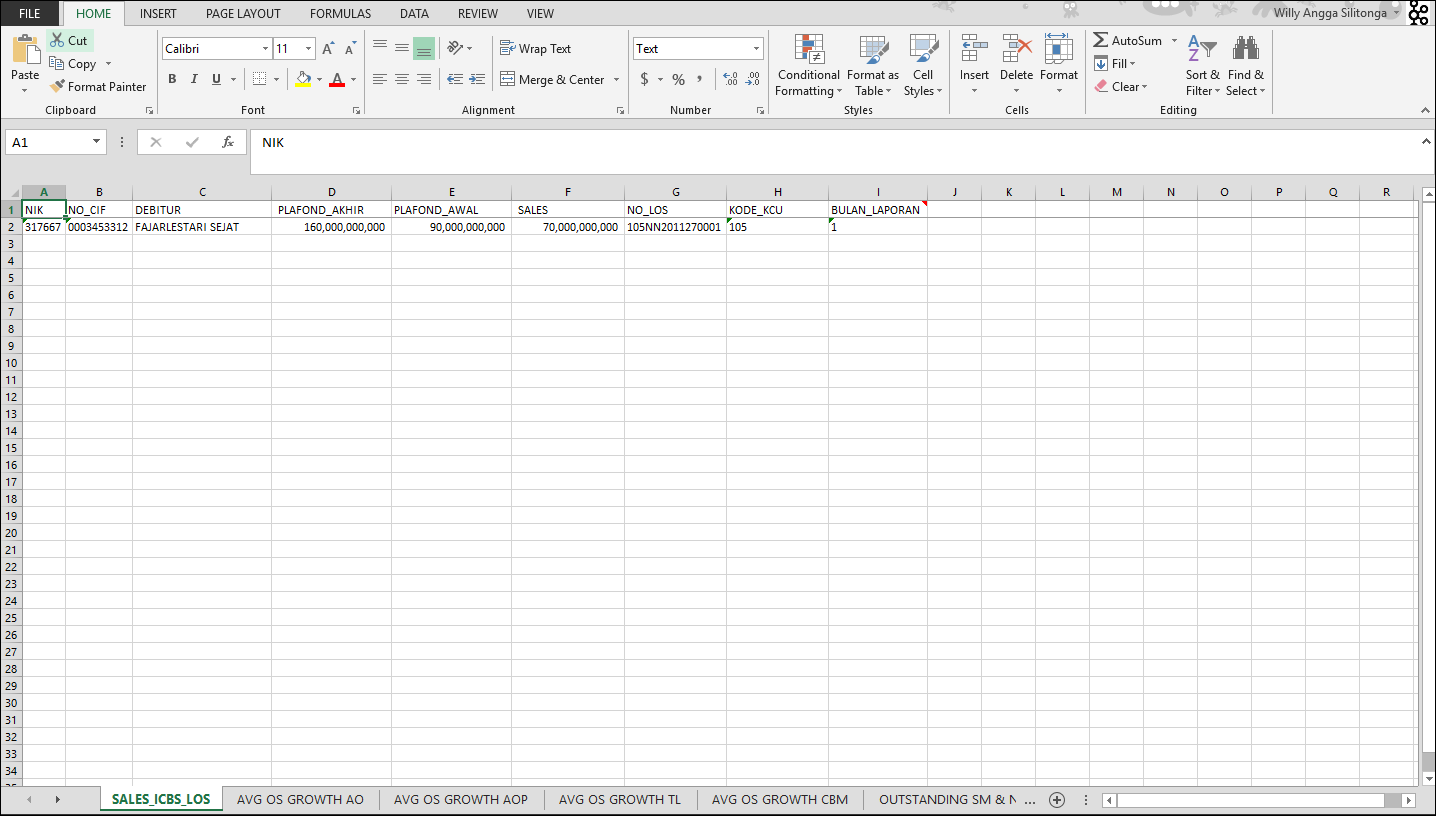 FILE HOME INSERT PAGE LAYOUT FORMULAS DATA REVIEW VIEW Willy Angga Silitonga
Paste Cut Copy Format Painter Clipboard
Calibri 11 B I U A A A Font
Wrap Text Merge & Center Alignment
Text $ % , Number
Conditional Formatting Format as Table Cell Styles Styles
Insert Delete Format Cells
AutoSum Fill Clear Sort & Filter Find & Select Editing
A1 fx NIK
A B C D E F G H I J K L M N O P Q R
1 NIK NO_CIF DEBITUR PLAFOND_AKHIR PLAFOND_AWAL SALES NO_LOS KODE_KCU BULAN_LAPORAN
2 317667 0003453312 FAJARLESTARI SEJAT 160,000,000,000 90,000,000,000 70,000,000,000 105NN2011270001 105 1
3
4
5
6
7
8
9
10
11
12
13
14
15
16
17
18
19
20
21
22
23
24
25
26
27
28
29
30
31
32
33
34
SALES_ICBS_LOS AVG OS GROWTH AO AVG OS GROWTH AOP AVG OS GROWTH TL AVG OS GROWTH CBM OUTSTANDING SM & ...